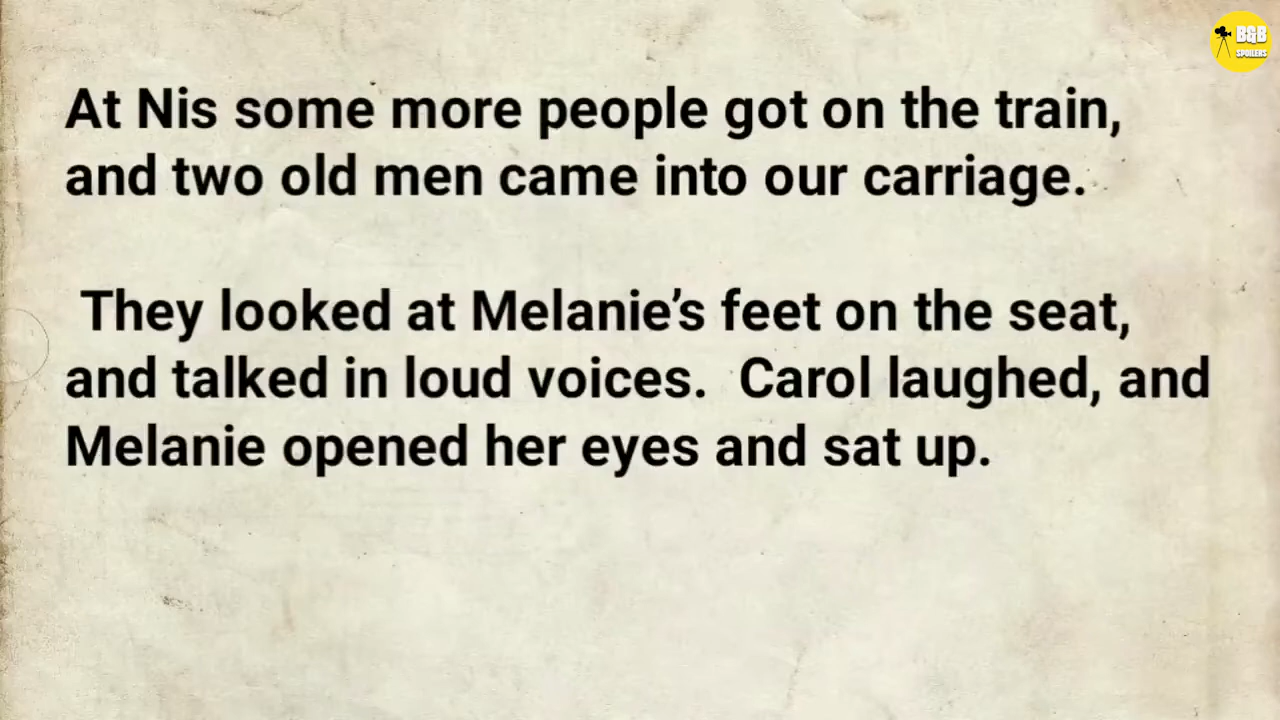 B&B
SPOILERS
At Nis some more people got on the train,
and two old men came into our carriage.
They looked at Melanie’s feet on the seat,
and talked in loud voices.  Carol laughed, and
Melanie opened her eyes and sat up.